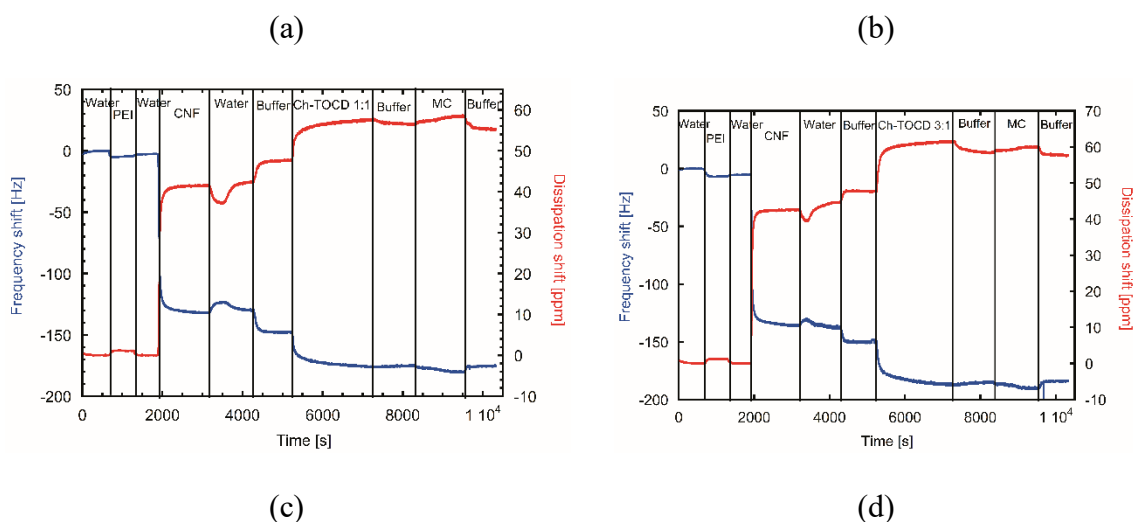 (a) (b)
50 Water PEI Water CNF Water Buffer Ch-TOCD 1:1 Buffer MC Buffer 60
0 50
-50 40
30
-100 20
-150 10
0
-200 -10
0 2000 4000 6000 8000 1 10^4
Frequency shift [Hz]
Dissipation shift [ppm]
Time [s]
50 Water PEI Water CNF Water Buffer Ch-TOCD 3:1 Buffer MC Buffer 70
60
0 50
-50 40
30
-100 20
-150 10
0
-200 -10
0 2000 4000 6000 8000 1 10^4
Frequency shift [Hz]
Dissipation shift [ppm]
Time [s]
(c) (d)